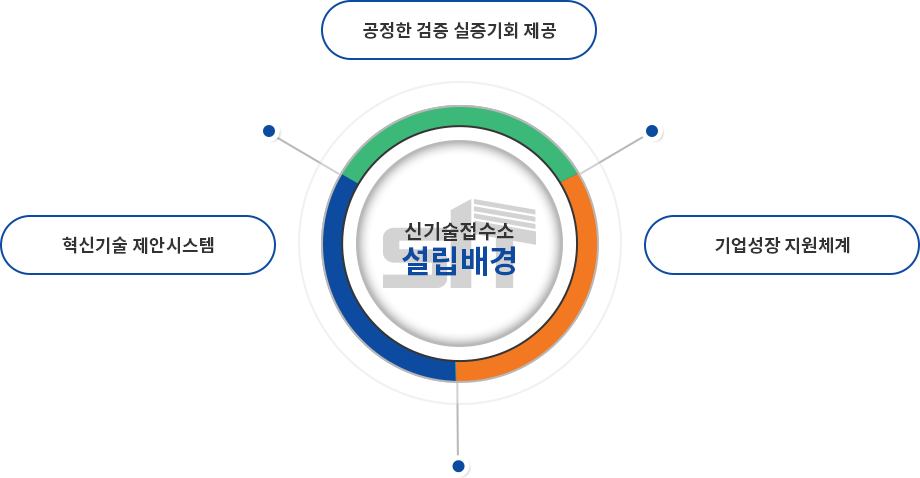 공정한 검증 실증기회 제공
신기술접수소
설립배경
혁신기술 제안시스템
기업성장 지원체계